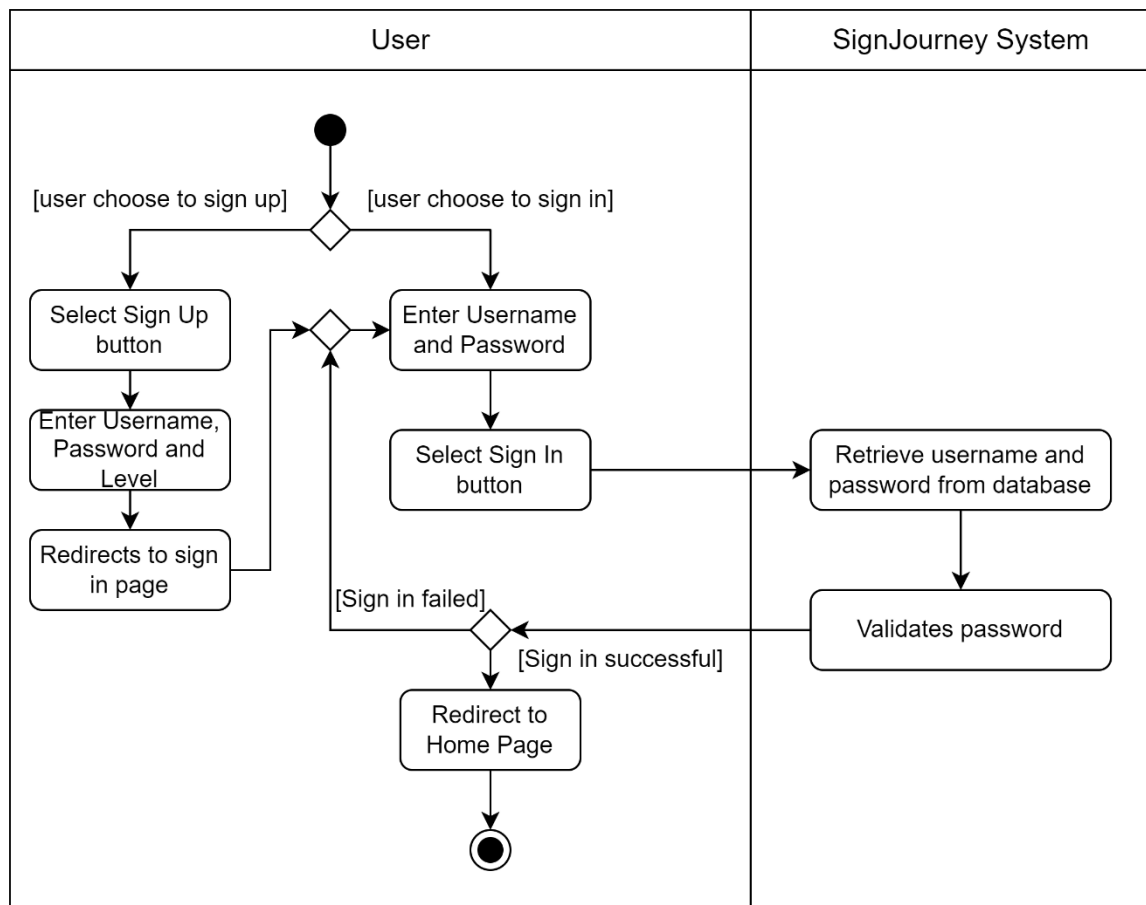 User
SignJourney System
[user choose to sign up]
[user choose to sign in]
Select Sign Up
button
Enter Username
and Password
Enter Username,
Password and
Level
Select Sign In
button
Retrieve username and
password from database
Redirects to sign
in page
[Sign in failed]
Validates password
[Sign in successful]
Redirect to
Home Page